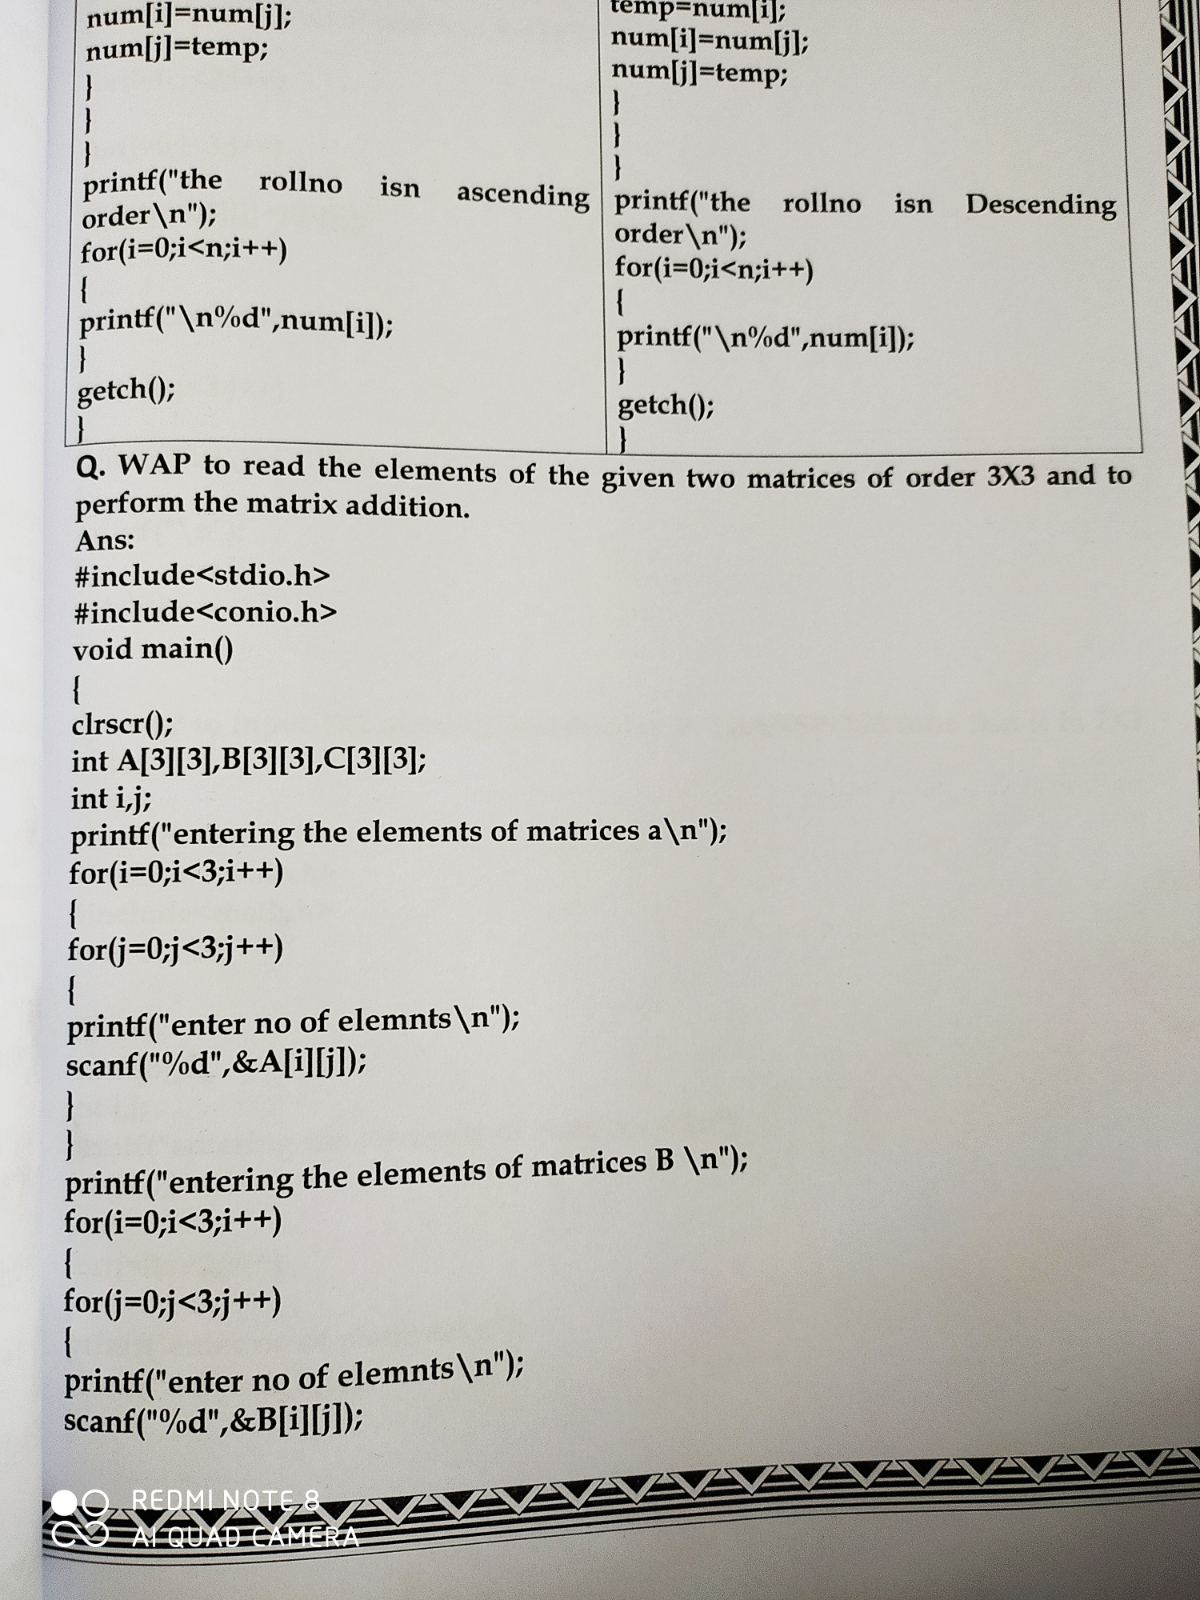 num[i]=num[j];
num[j]=temp;
}
}
}
printf("the rollno isn ascending
order\n");
for(i=0;i<n;i++)
{
printf("\n%d",num[i]);
}
getch();
}
temp=num[i];
num[i]=num[j];
num[j]=temp;
}
}
}
printf("the rollno isn Descending
order\n");
for(i=0;i<n;i++)
{
printf("\n%d",num[i]);
}
getch();
}
Q. WAP to read the elements of the given two matrices of order 3X3 and to
perform the matrix addition.
Ans:
#include<stdio.h>
#include<conio.h>
void main()
{
clrscr();
int A[3][3],B[3][3],C[3][3];
int i,j;
printf("entering the elements of matrices a\n");
for(i=0;i<3;i++)
{
for(j=0;j<3;j++)
{
printf("enter no of elemnts\n");
scanf("%d",&A[i][j]);
}
}
printf("entering the elements of matrices B \n");
for(i=0;i<3;i++)
{
for(j=0;j<3;j++)
{
printf("enter no of elemnts\n");
scanf("%d",&B[i][j]);
REDMI NOTE 8
AI QUAD CAMERA